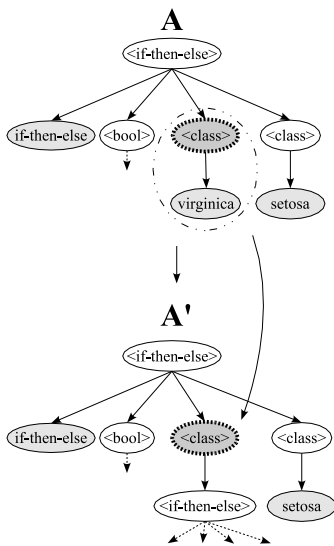 A
<if-then-else>
if-then-else <bool> <class> <class>
virginica setosa
A'
<if-then-else>
if-then-else <bool> <class> <class>
<if-then-else> setosa